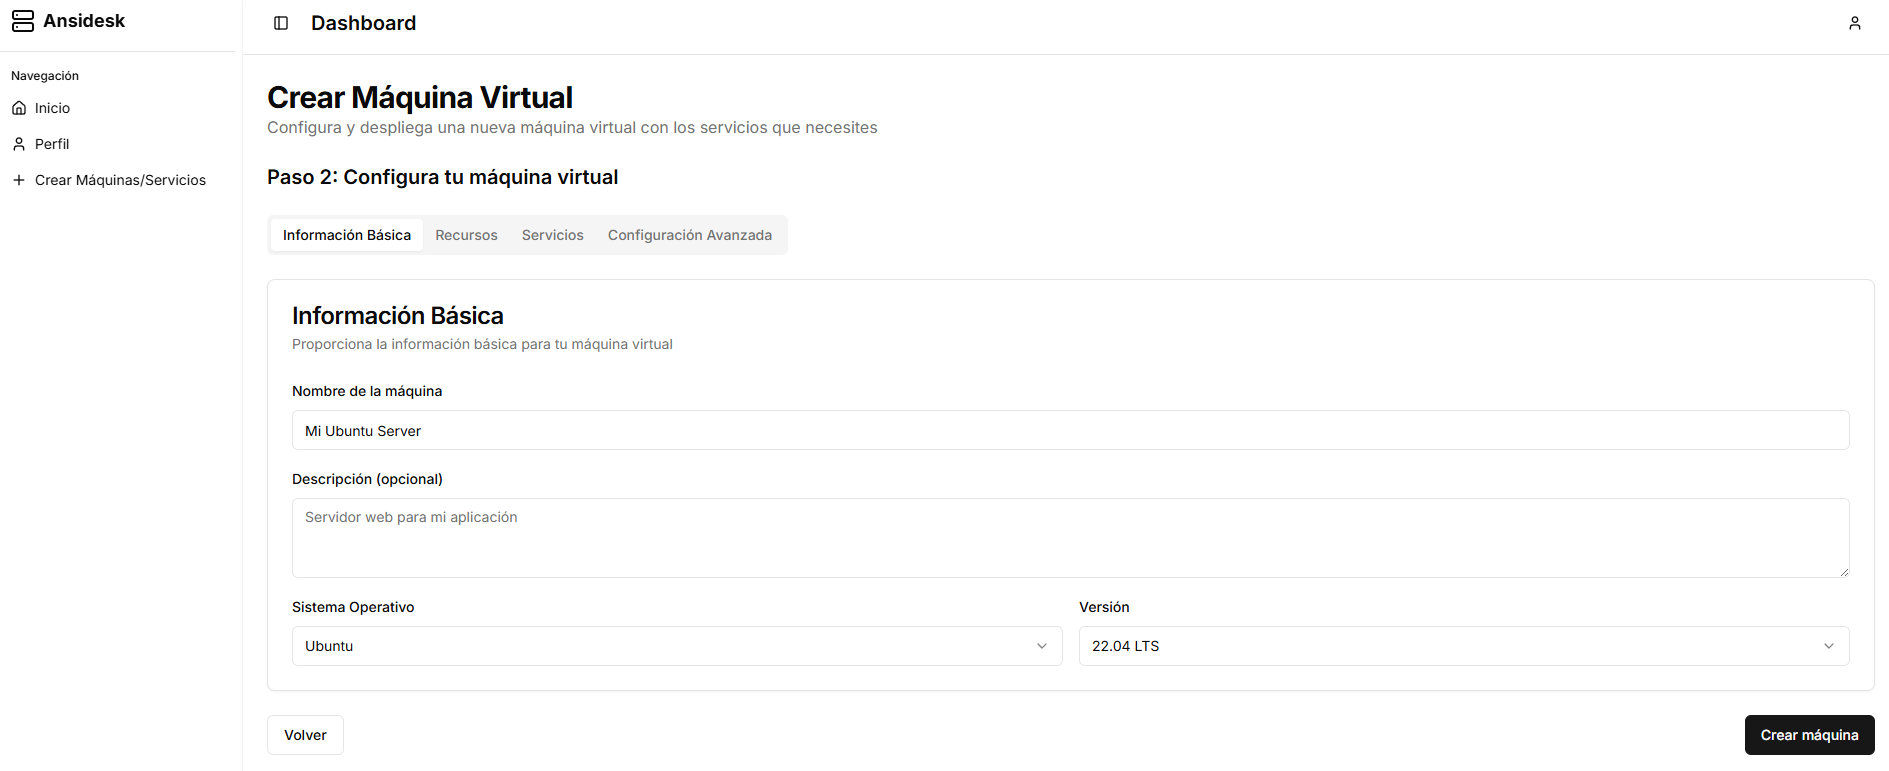 Ansidesk
Dashboard
Navegación
Inicio
Perfil
Crear Máquinas/Servicios
Crear Máquina Virtual
Configura y despliega una nueva máquina virtual con los servicios que necesites
Paso 2: Configura tu máquina virtual
Información Básica Recursos Servicios Configuración Avanzada
Información Básica
Proporciona la información básica para tu máquina virtual
Nombre de la máquina
Mi Ubuntu Server
Descripción (opcional)
Servidor web para mi aplicación
Sistema Operativo Versión
Ubuntu 22.04 LTS
Volver Crear máquina